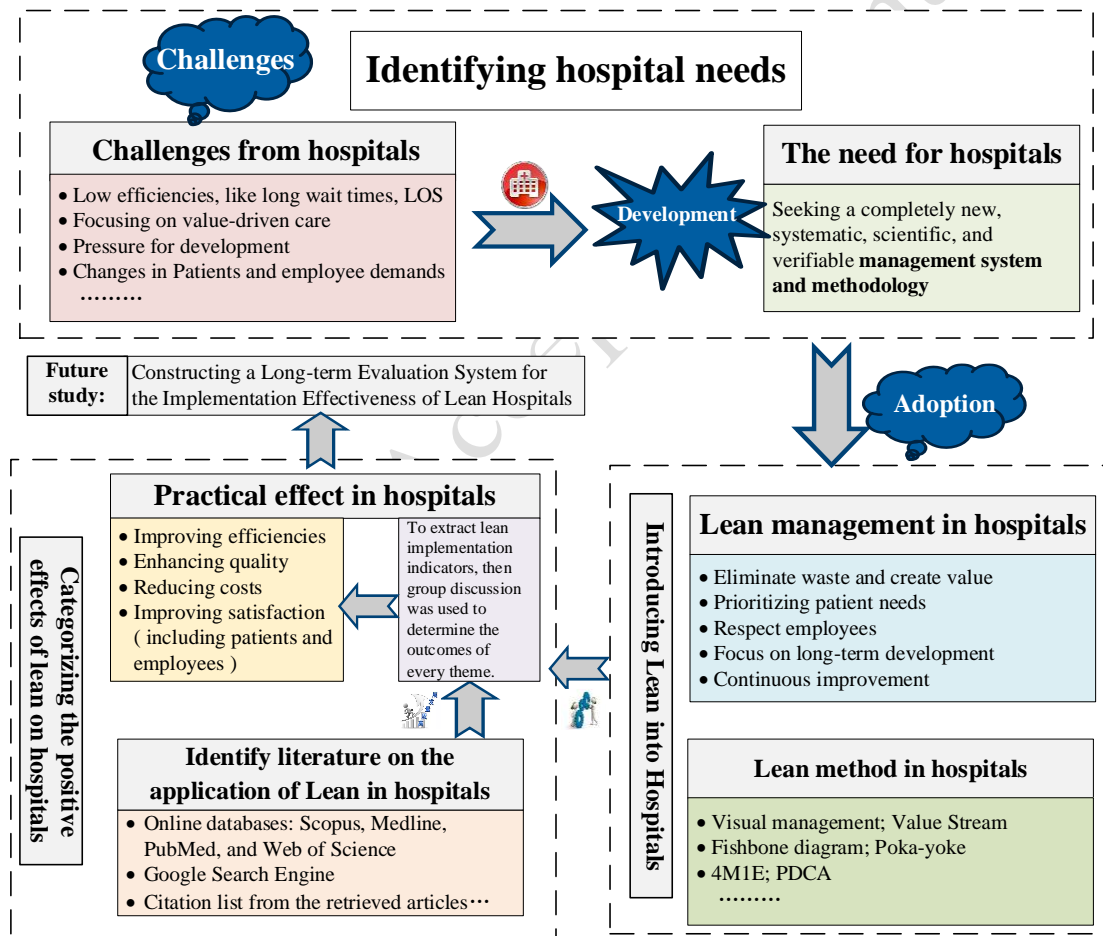 Challenges
Identifying hospital needs
Challenges from hospitals
• Low efficiencies, like long wait times, LOS
• Focusing on value-driven care
• Pressure for development
• Changes in Patients and employee demands
………
Development
The need for hospitals
Seeking a completely new,
systematic, scientific, and
verifiable management system
and methodology
Adoption
Future
study:
Constructing a Long-term Evaluation System for
the Implementation Effectiveness of Lean Hospitals
Categorizing the positive
effects of lean on hospitals
Practical effect in hospitals
• Improving efficiencies
• Enhancing quality
• Reducing costs
• Improving satisfaction
( including patients and
employees )
To extract lean
implementation
indicators, then
group discussion
was used to
determine the
outcomes of
every theme.
Identify literature on the
application of Lean in hospitals
• Online databases: Scopus, Medline,
PubMed, and Web of Science
• Google Search Engine
• Citation list from the retrieved articles…
Introducing Lean into Hospitals
Lean management in hospitals
• Eliminate waste and create value
• Prioritizing patient needs
• Respect employees
• Focus on long-term development
• Continuous improvement
Lean method in hospitals
• Visual management; Value Stream
• Fishbone diagram; Poka-yoke
• 4M1E; PDCA
………